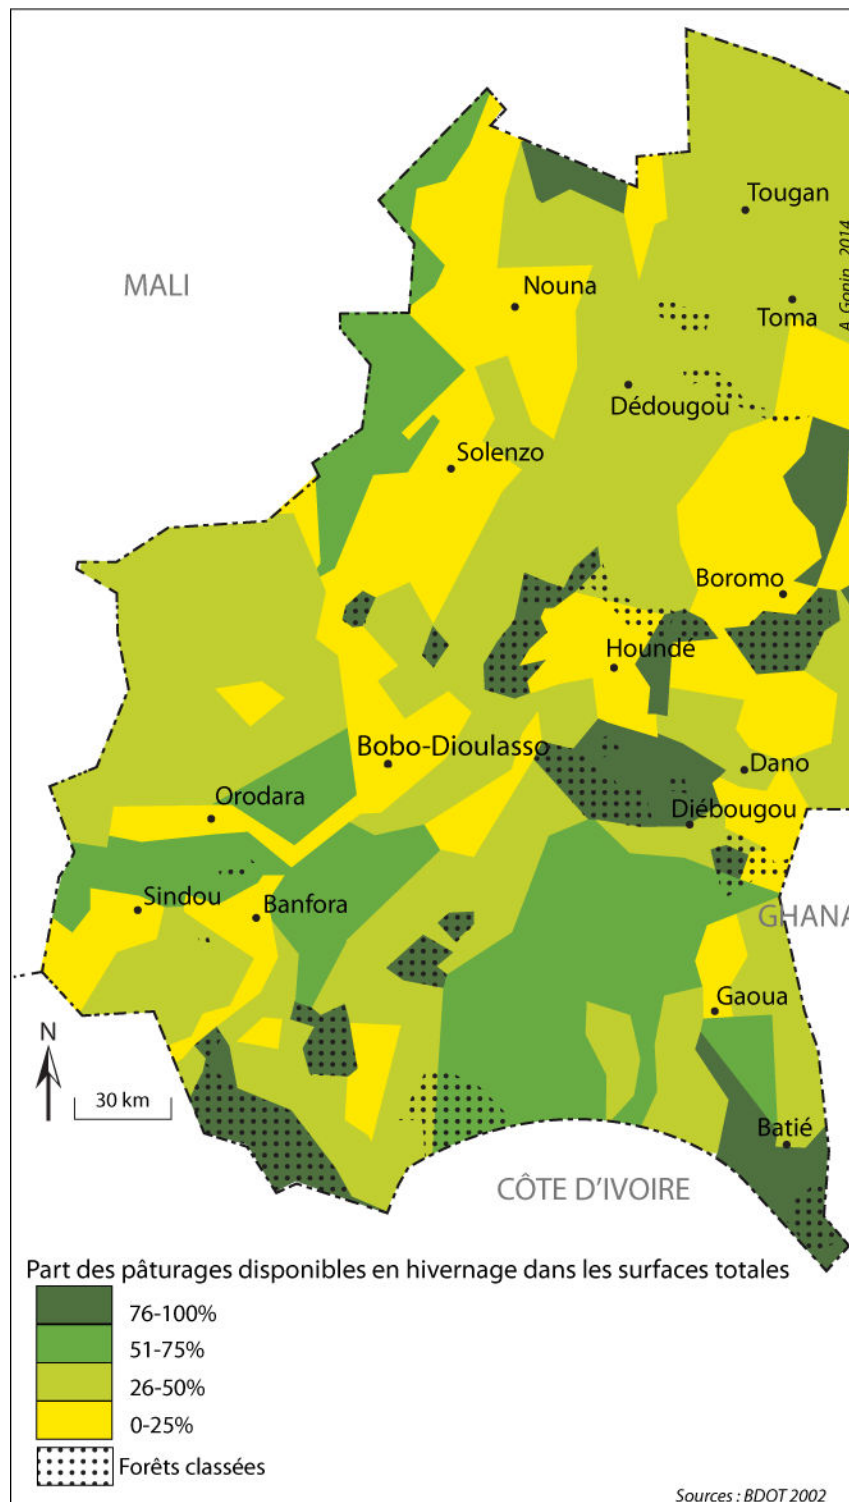 Tougan
A. Gonin, 2014
MALI
Nouna
Toma
Dédougou
Solenzo
Boromo
Houndé
Bobo-Dioulasso
Dano
Orodara
Diébougou
Sindou
Banfora
GHANA
Gaoua
N
30 km
Batié
CÔTE D'IVOIRE
Part des pâturages disponibles en hivernage dans les surfaces totales
76-100%
51-75%
26-50%
0-25%
Forêts classées
Sources : BDOT 2002